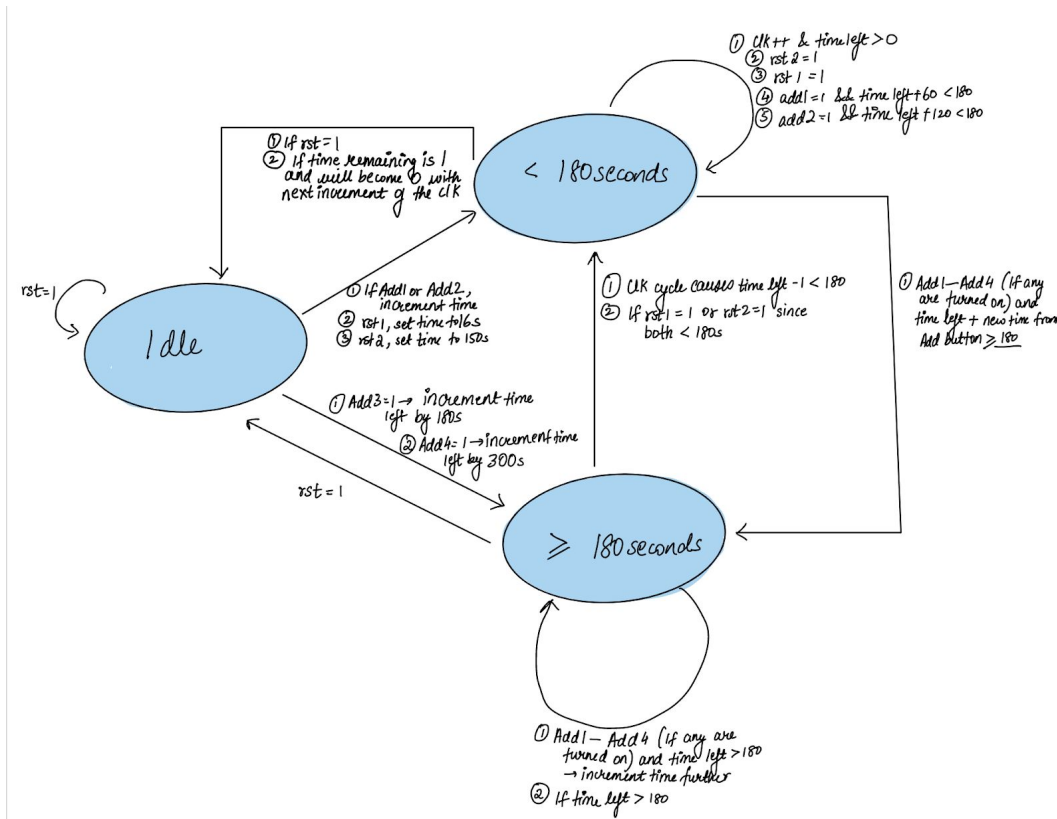 ① Clk++ & time left > 0
② rst 2 = 1
③ rst 1 = 1
④ add1 = 1 && time left + 60 < 180
⑤ add2 = 1 && time left + 120 < 180
① If rst = 1
② If time remaining is 1
and will become 0 with
next increment of the clk
< 180 seconds
rst = 1
Idle
① If Add1 or Add2,
increment time
② rst1, set time to 16s
③ rst2, set time to 150s
① Clk cycle causes time left - 1 < 180
② If rst1 = 1 or rst2 = 1 since
both < 180s
① Add1 – Add4 (If any
are turned on) and
time left + new time from
Add button ≥ 180
① Add3 = 1 → increment time
left by 180s
② Add4 = 1 → increment time
left by 300s
rst = 1
≥ 180 seconds
① Add1 – Add4 (if any are
turned on) and time left > 180
→ increment time further
② If time left > 180